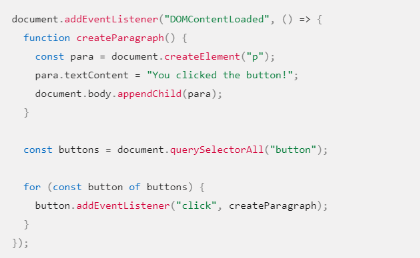 document.addEventListener("DOMContentLoaded", () => {
  function createParagraph() {
    const para = document.createElement("p");
    para.textContent = "You clicked the button!";
    document.body.appendChild(para);
  }

  const buttons = document.querySelectorAll("button");

  for (const button of buttons) {
    button.addEventListener("click", createParagraph);
  }
});